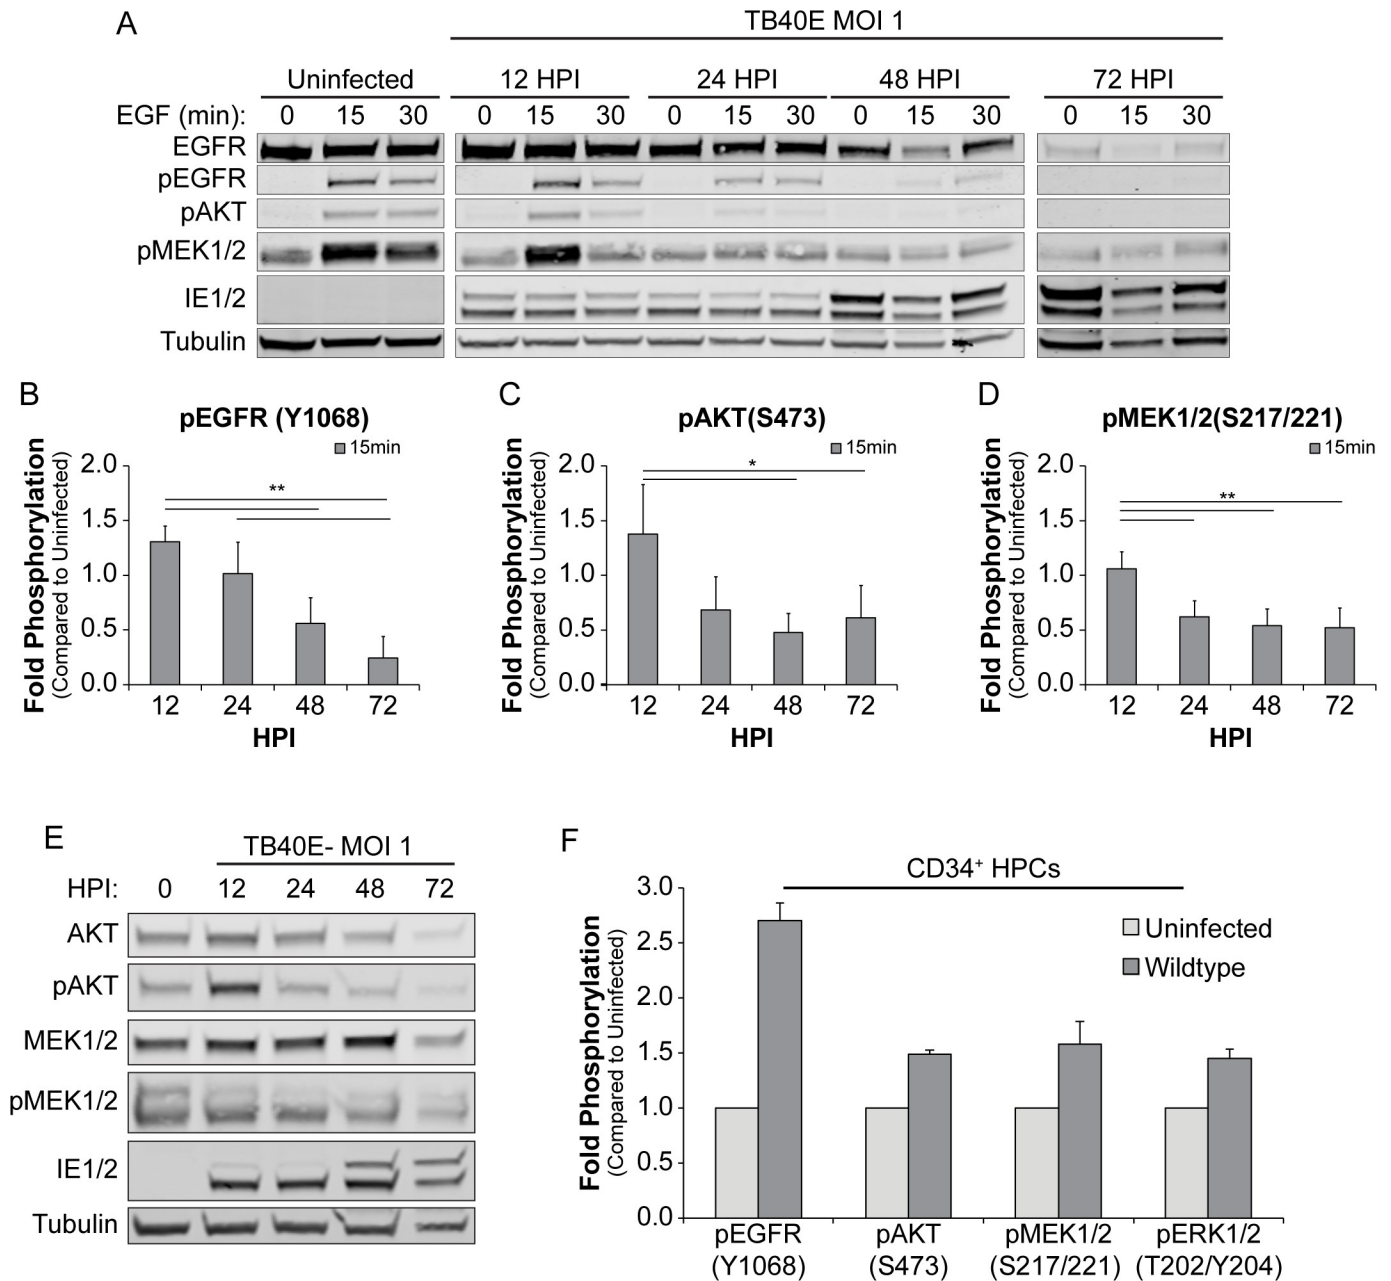 A
TB40E MOI 1
Uninfected 12 HPI 24 HPI 48 HPI 72 HPI
EGF (min): 0 15 30 0 15 30 0 15 30 0 15 30 0 15 30
EGFR
pEGFR
pAKT
pMEK1/2
IE1/2
Tubulin
B
pEGFR (Y1068)
15min
**
Fold Phosphorylation
(Compared to Uninfected)
2.0
1.5
1.0
0.5
0.0
12 24 48 72
HPI
C
pAKT(S473)
15min
*
Fold Phosphorylation
(Compared to Uninfected)
2.0
1.5
1.0
0.5
0.0
12 24 48 72
HPI
D
pMEK1/2(S217/221)
15min
**
Fold Phosphorylation
(Compared to Uninfected)
2.0
1.5
1.0
0.5
0.0
12 24 48 72
HPI
E
TB40E- MOI 1
HPI: 0 12 24 48 72
AKT
pAKT
MEK1/2
pMEK1/2
IE1/2
Tubulin
F
CD34⁺ HPCs
Uninfected
Wildtype
Fold Phosphorylation
(Compared to Uninfected)
3.0
2.5
2.0
1.5
1.0
0.5
0.0
pEGFR pAKT pMEK1/2 pERK1/2
(Y1068) (S473) (S217/221) (T202/Y204)